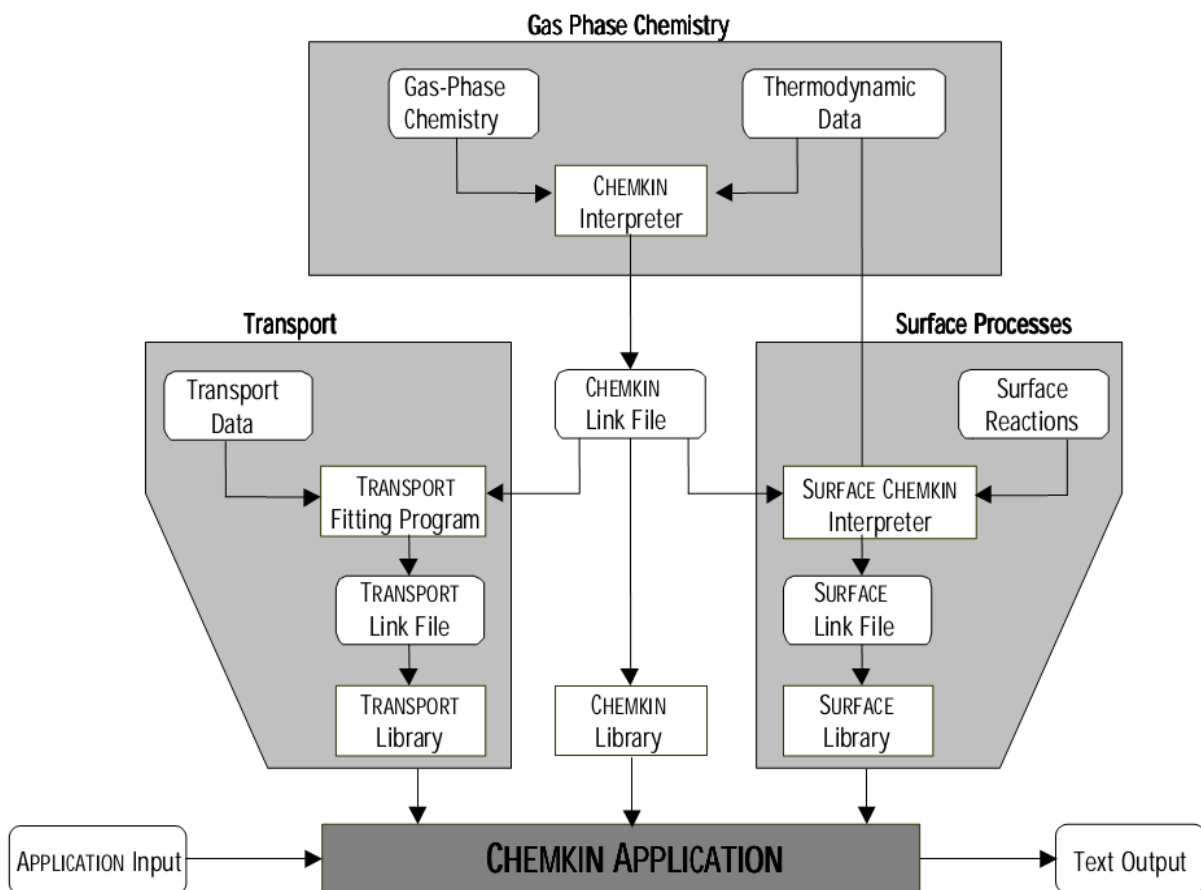 Gas Phase Chemistry
Gas-Phase
Chemistry
Thermodynamic
Data
CHEMKIN
Interpreter
Transport
Surface Processes
Transport
Data
CHEMKIN
Link File
Surface
Reactions
TRANSPORT
Fitting Program
SURFACE CHEMKIN
Interpreter
TRANSPORT
Link File
SURFACE
Link File
TRANSPORT
Library
CHEMKIN
Library
SURFACE
Library
APPLICATION Input
CHEMKIN APPLICATION
Text Output